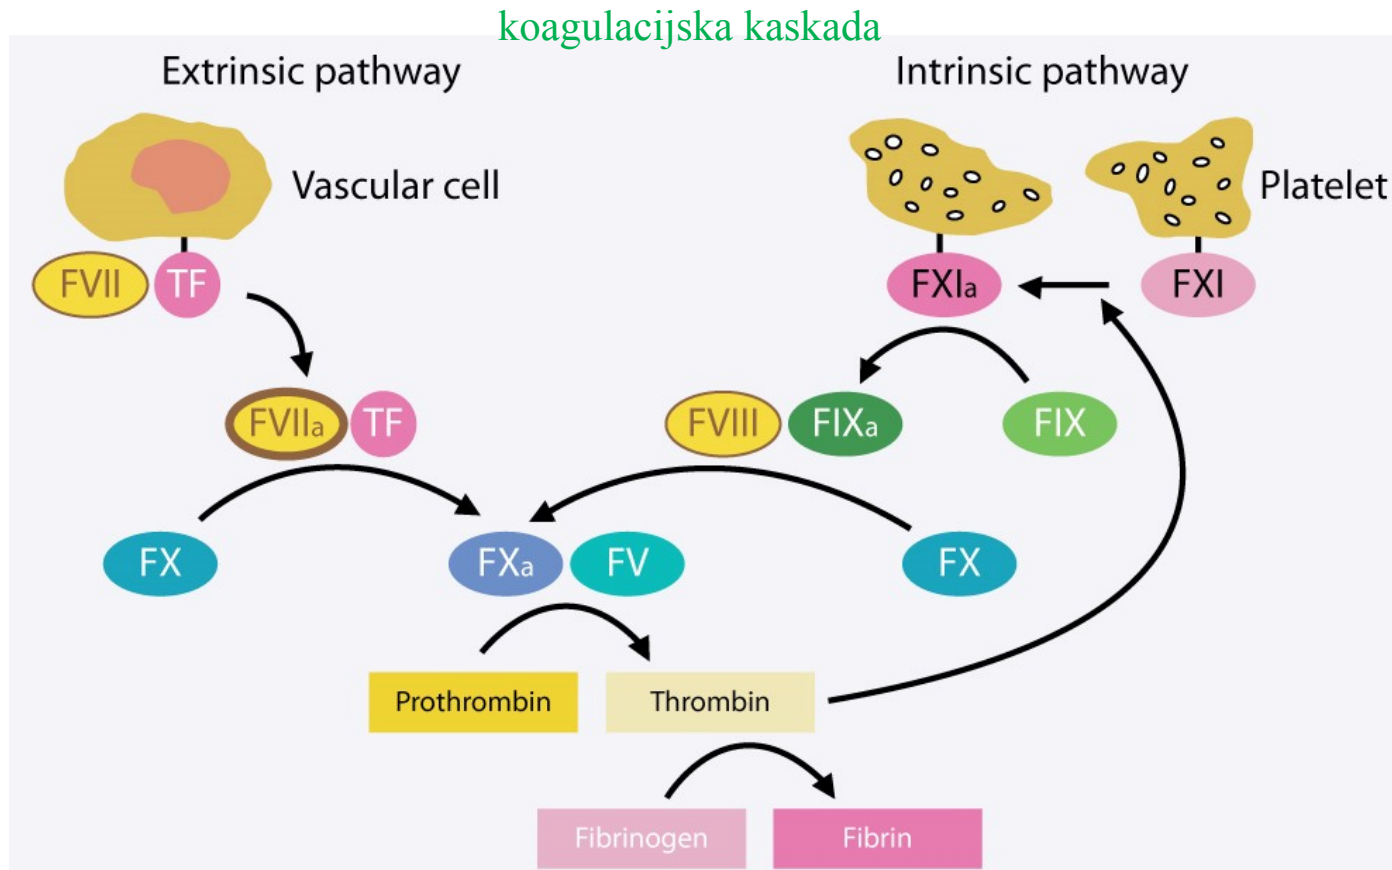 koagulacijska kaskada
Extrinsic pathway
Intrinsic pathway
Vascular cell
Platelet
FVII
TF
FXIa
FXI
FVIIa
TF
FVIII
FIXa
FIX
FX
FXa
FV
FX
Prothrombin
Thrombin
Fibrinogen
Fibrin